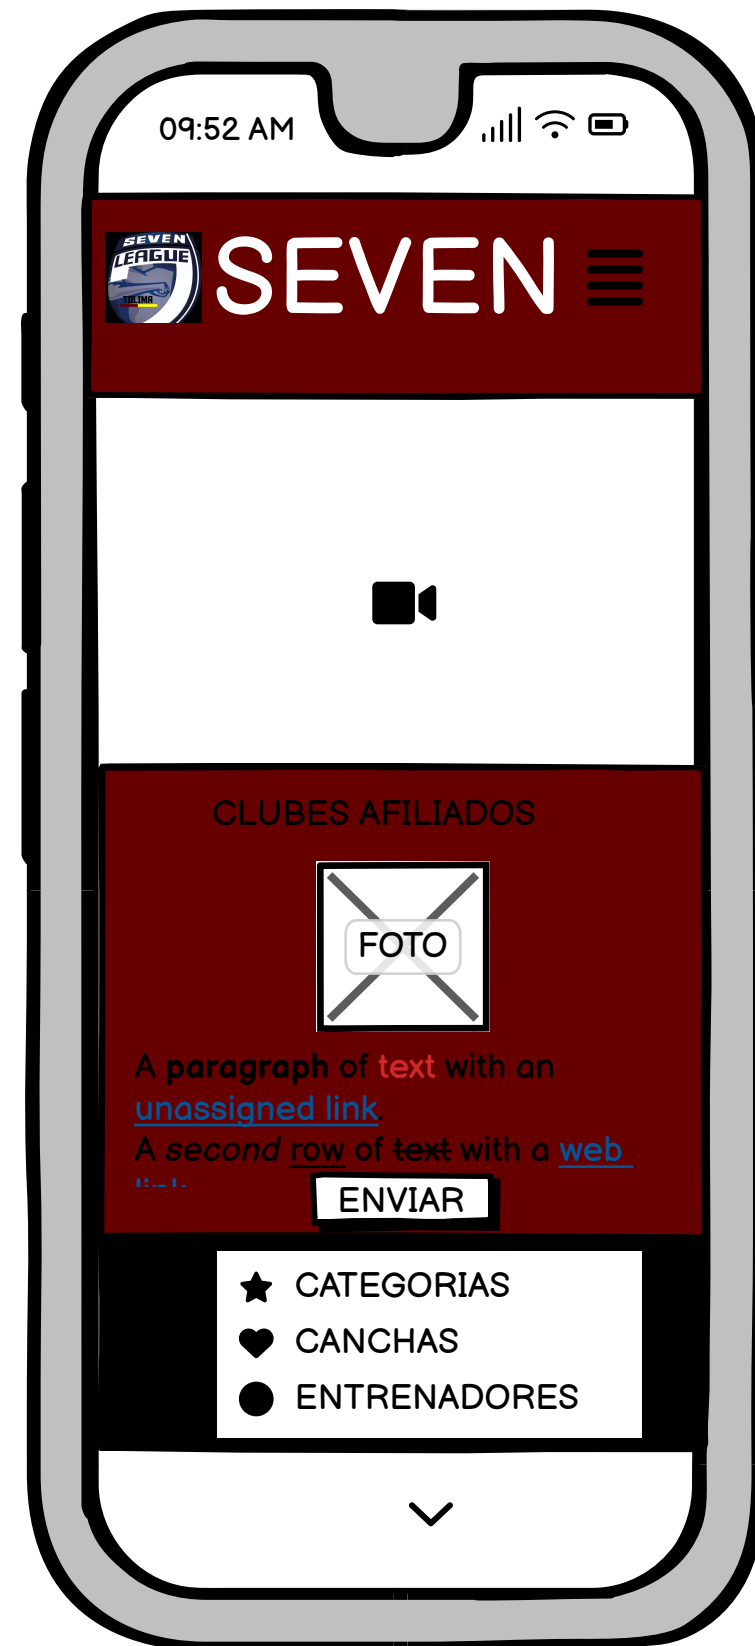 09:52 AM
SEVEN
LEAGUE
TOLIMA
SEVEN
CLUBES AFILIADOS
FOTO
A paragraph of text with an
unassigned link.
A second row of text with a web
link
ENVIAR
CATEGORIAS
CANCHAS
ENTRENADORES